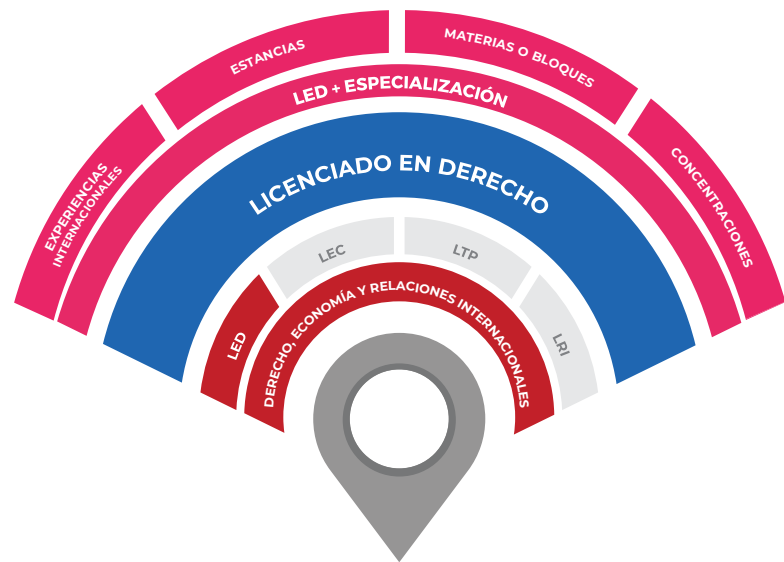 EXPERIENCIAS
INTERNACIONALES
ESTANCIAS
MATERIAS O BLOQUES
CONCENTRACIONES
LED + ESPECIALIZACIÓN
LICENCIADO EN DERECHO
LED
LEC
LTP
LRI
DERECHO, ECONOMÍA Y RELACIONES INTERNACIONALES